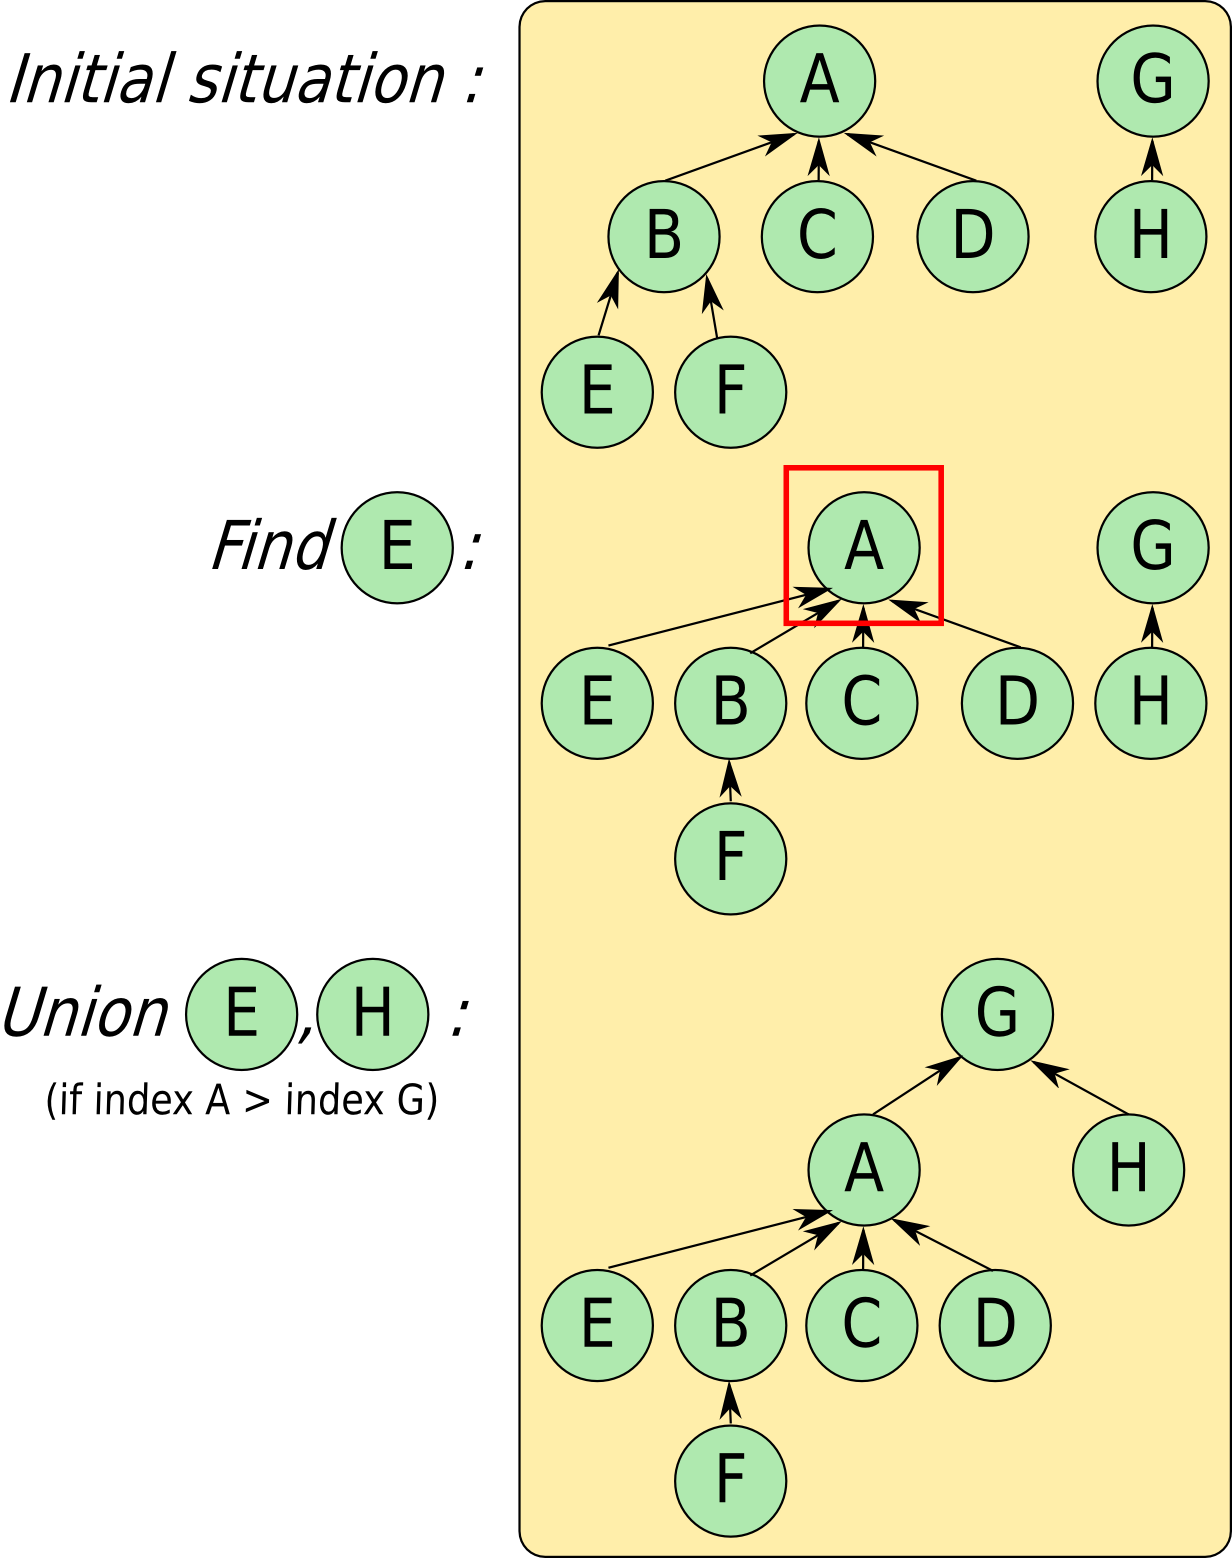 Initial situation : A G
B C D H
E F
Find E : A G
E B C D H
F
Union E , H : G
(if index A > index G)
A H
E B C D
F